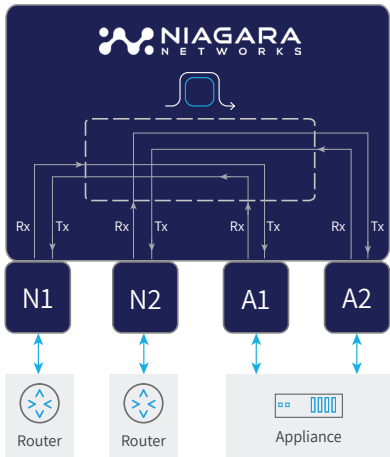 NIAGARA
NETWORKS
Rx Tx Rx Tx Rx Tx Rx Tx
N1 N2 A1 A2
Router Router Appliance